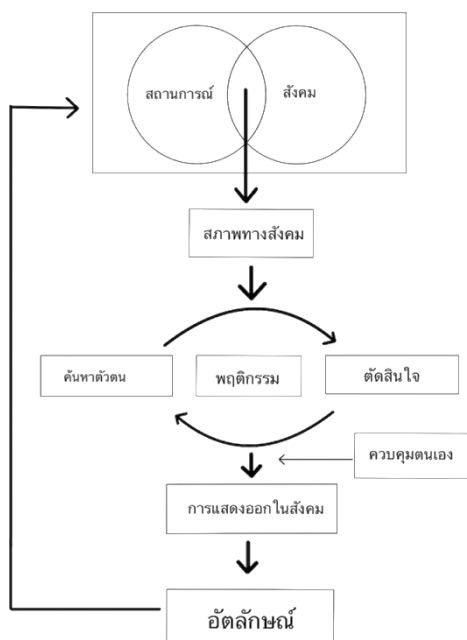 สถานการณ์
สังคม
สภาพทางสังคม
ค้นหาตัวตน
พฤติกรรม
ตัดสินใจ
ควบคุมตนเอง
การแสดงออกในสังคม
อัตลักษณ์